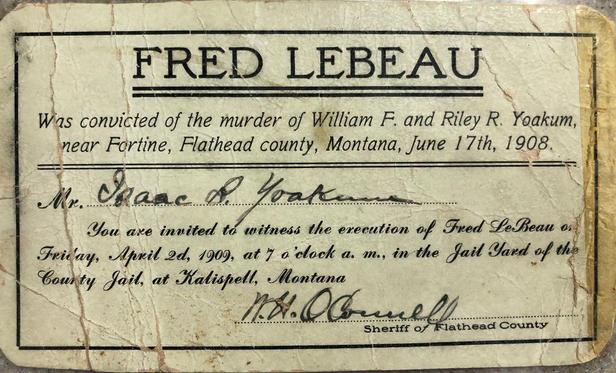 FRED LEBEAU
Was convicted of the murder of William F. and Riley R. Yoakum,
near Fortine, Flathead county, Montana, June 17th, 1908.
Mr. Isaac R. Yoakum
You are invited to witness the execution of Fred LeBeau on
Friday, April 2d, 1909, at 7 o'clock a. m., in the Jail Yard of the
County Jail, at Kalispell, Montana
W. H. O'Connell
Sheriff of Flathead County